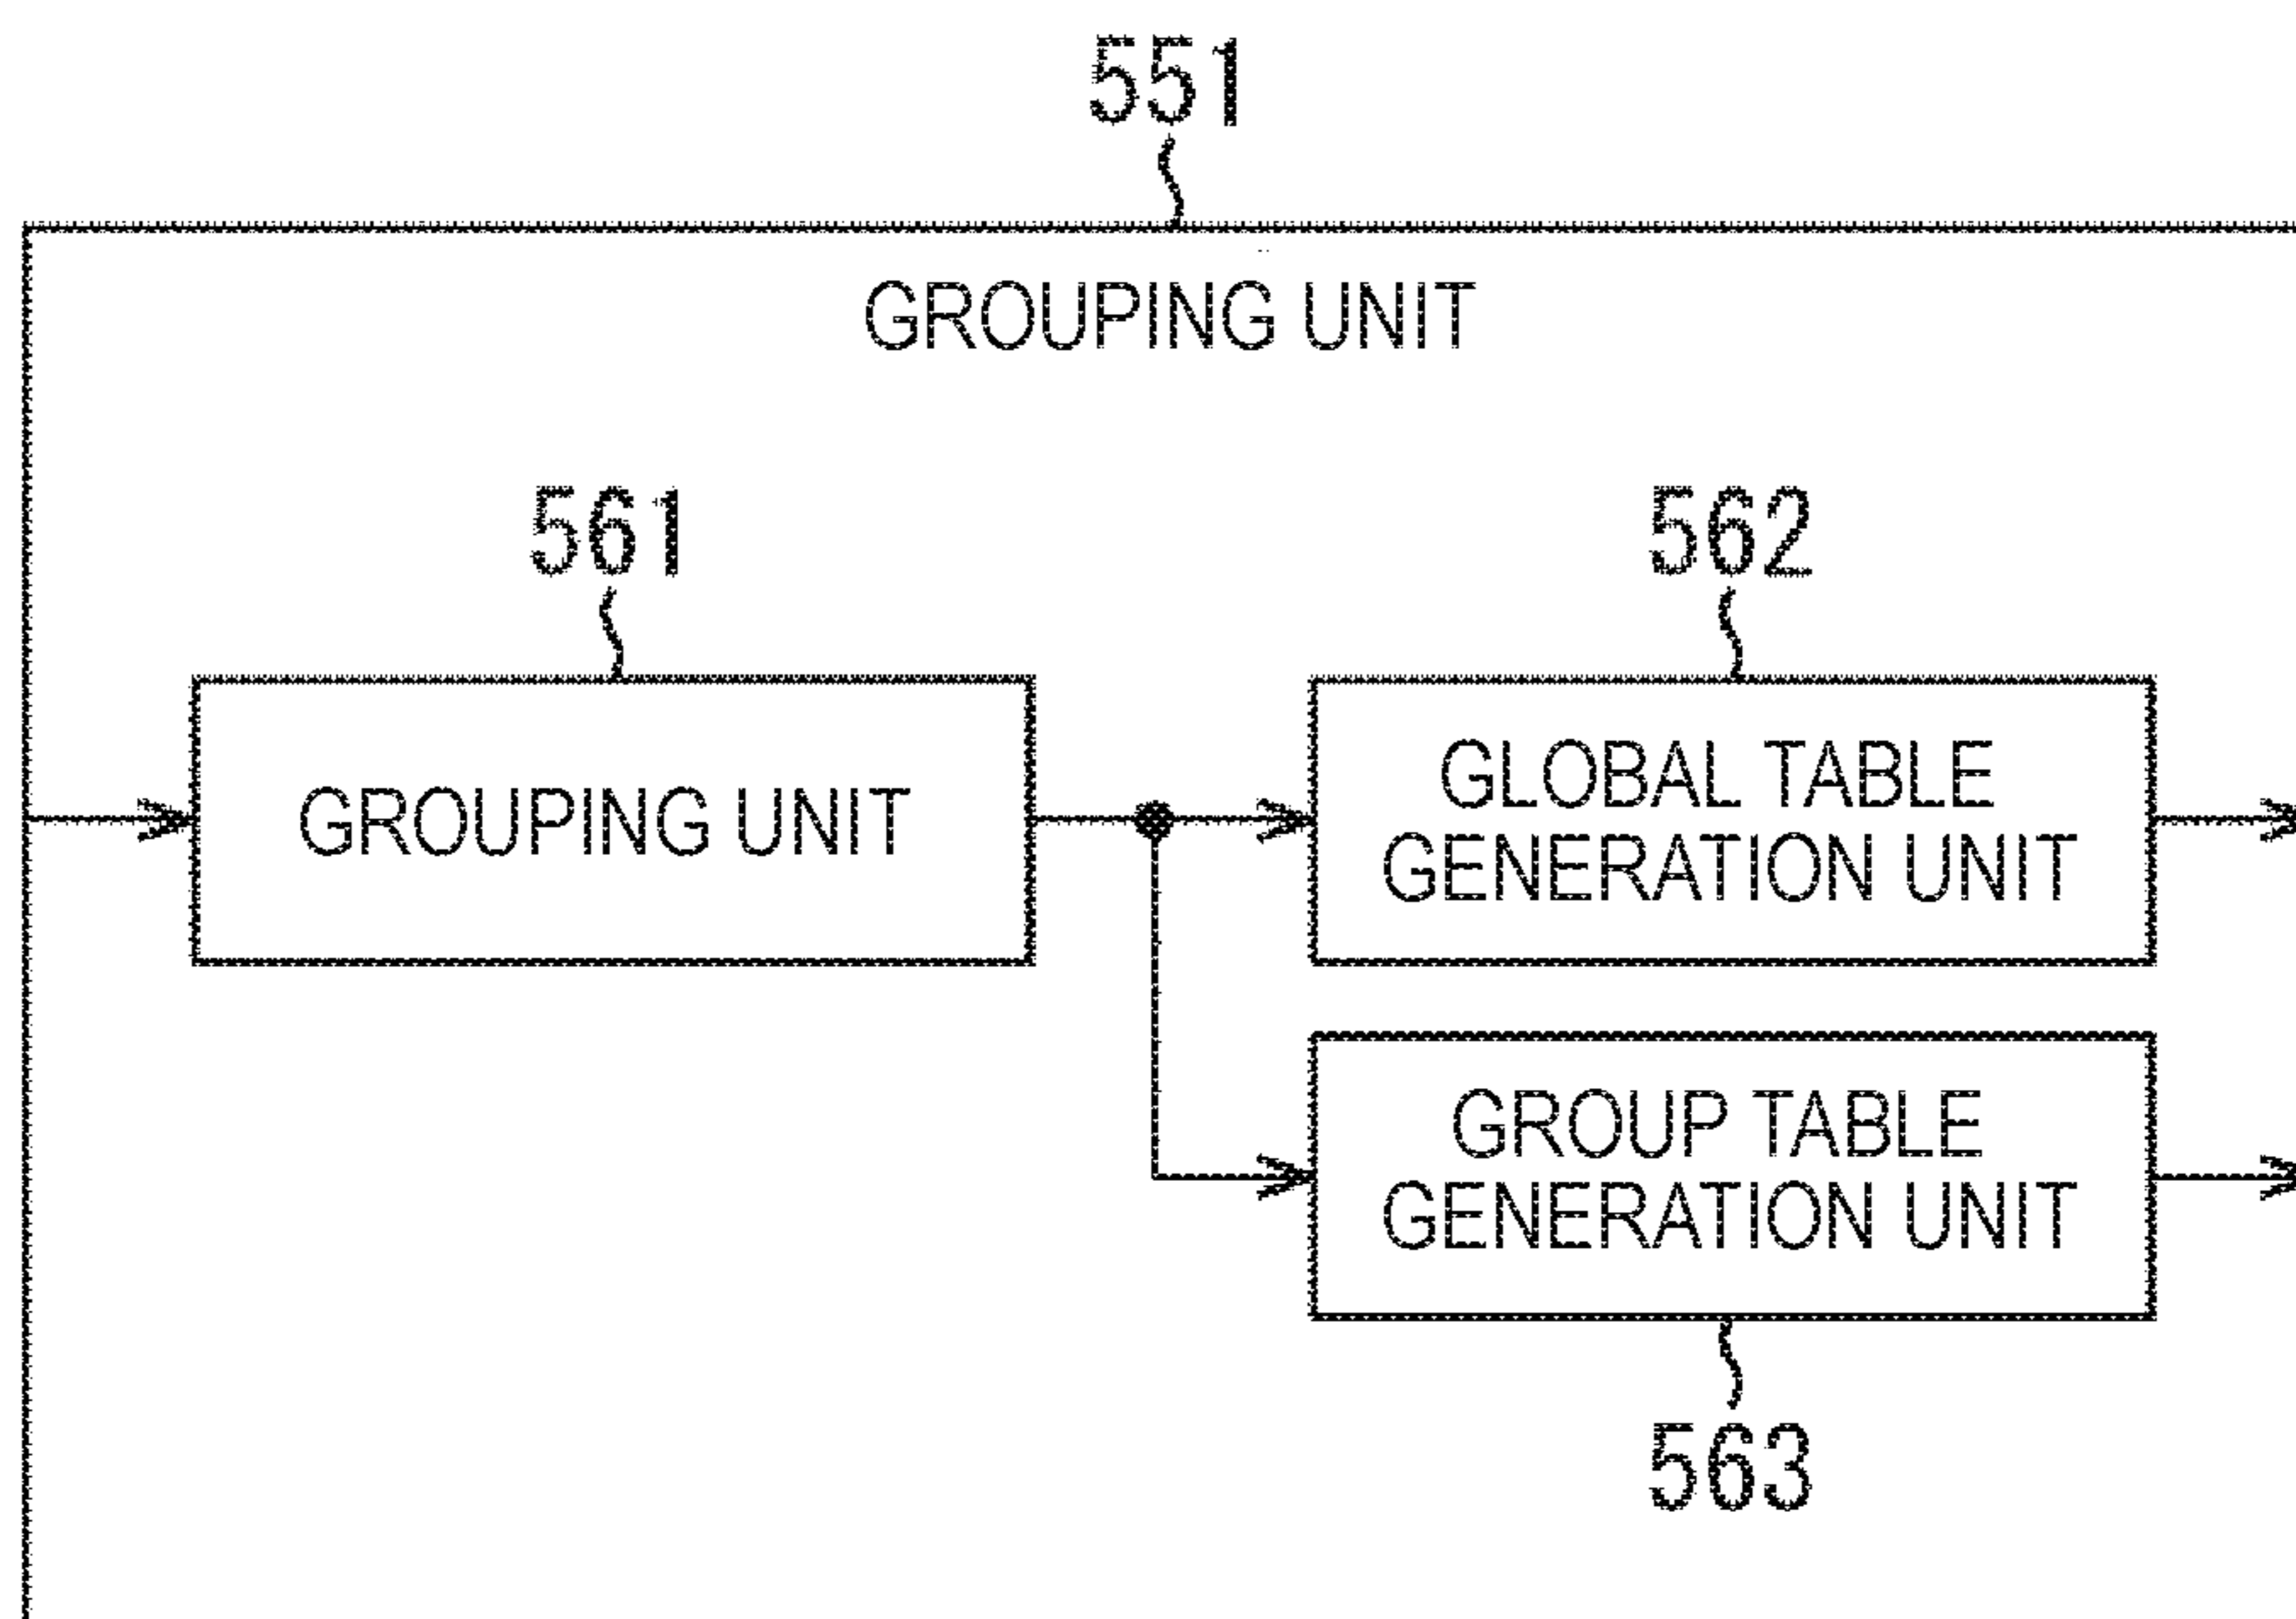 551
GROUPING UNIT
561
562
GROUPING UNIT
GLOBAL TABLE
GENERATION UNIT
GROUP TABLE
GENERATION UNIT
563